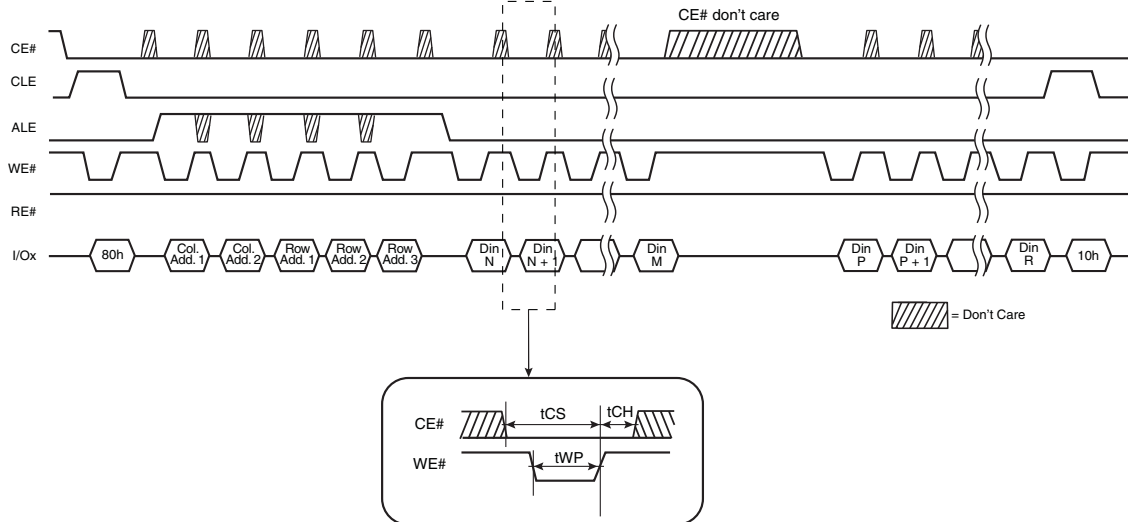 CE# don't care
CE#
CLE
ALE
WE#
RE#
I/Ox
80h
Col.
Add. 1
Col.
Add. 2
Row
Add. 1
Row
Add. 2
Row
Add. 3
Din
N
Din
N + 1
Din
M
Din
P
Din
P + 1
Din
R
10h
= Don't Care
CE#
tCS
tCH
WE#
tWP